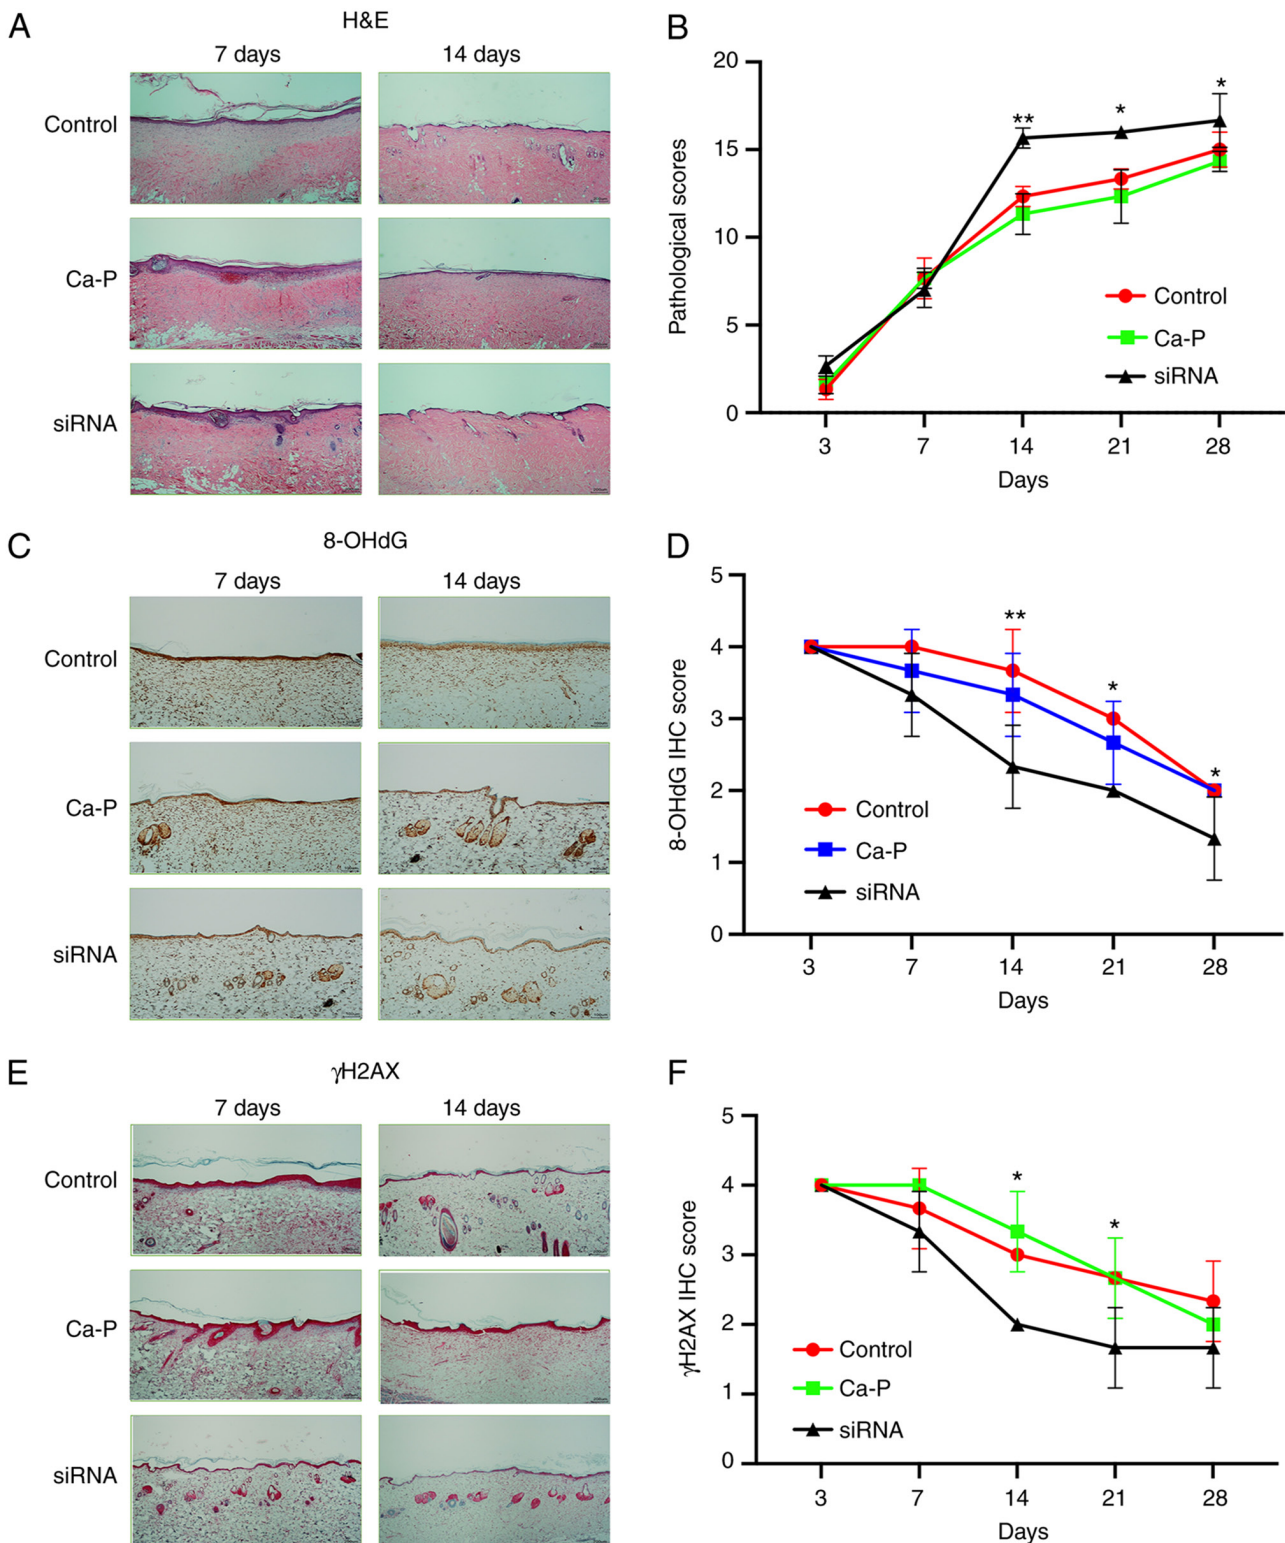 A
H&E
7 days 14 days
Control
Ca-P
siRNA
B
20
15
10
5
0
Pathological scores
**
*
*
Control
Ca-P
siRNA
3 7 14 21 28
Days
C
8-OHdG
7 days 14 days
Control
Ca-P
siRNA
D
5
4
3
2
1
0
8-OHdG IHC score
**
*
*
Control
Ca-P
siRNA
3 7 14 21 28
Days
E
γH2AX
7 days 14 days
Control
Ca-P
siRNA
F
5
4
3
2
1
0
γH2AX IHC score
*
*
Control
Ca-P
siRNA
3 7 14 21 28
Days